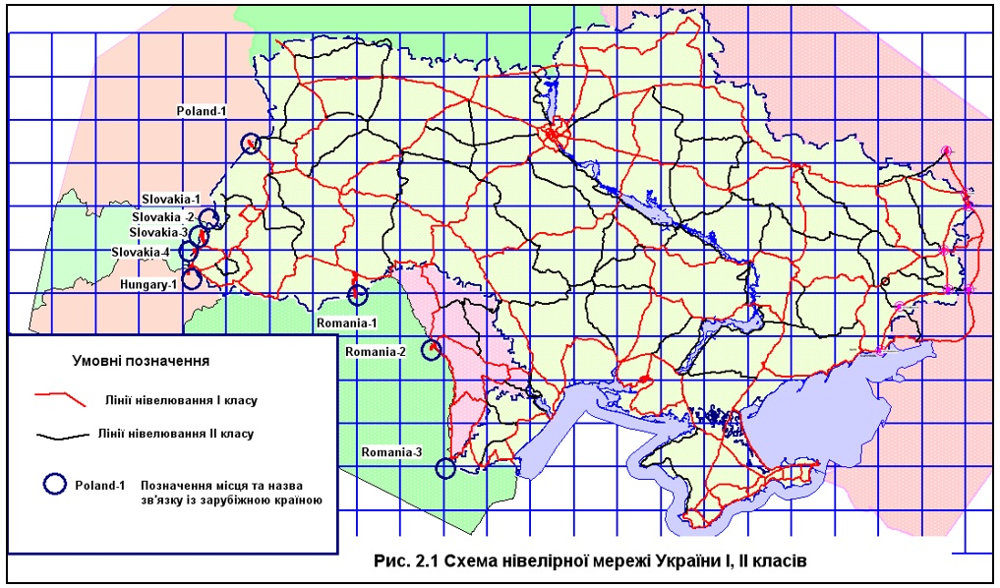 Poland-1
Slovakia-1
Slovakia -2
Slovakia-3
Slovakia-4
Hungary-1
Romania-1
Romania-2
Romania-3
Умовні позначення
Лінії нівелювання I класу
Лінії нівелювання II класу
Poland-1 Позначення місця та назва
зв'язку із зарубіжною країною
Рис. 2.1 Схема нівелірної мережі України I, II класів